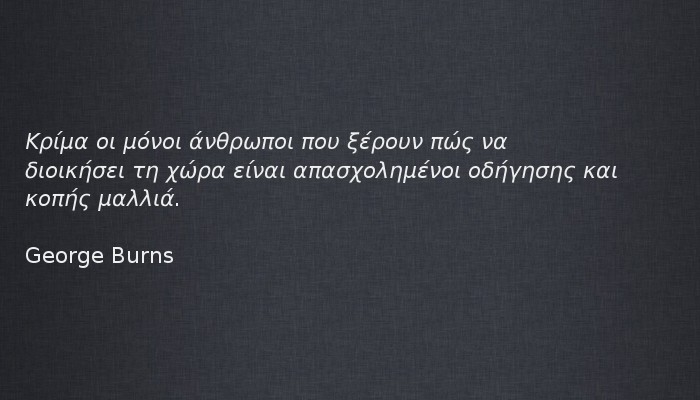 Κρίμα οι μόνοι άνθρωποι που ξέρουν πώς να
διοικήσει τη χώρα είναι απασχολημένοι οδήγησης και
κοπής μαλλιά.
George Burns